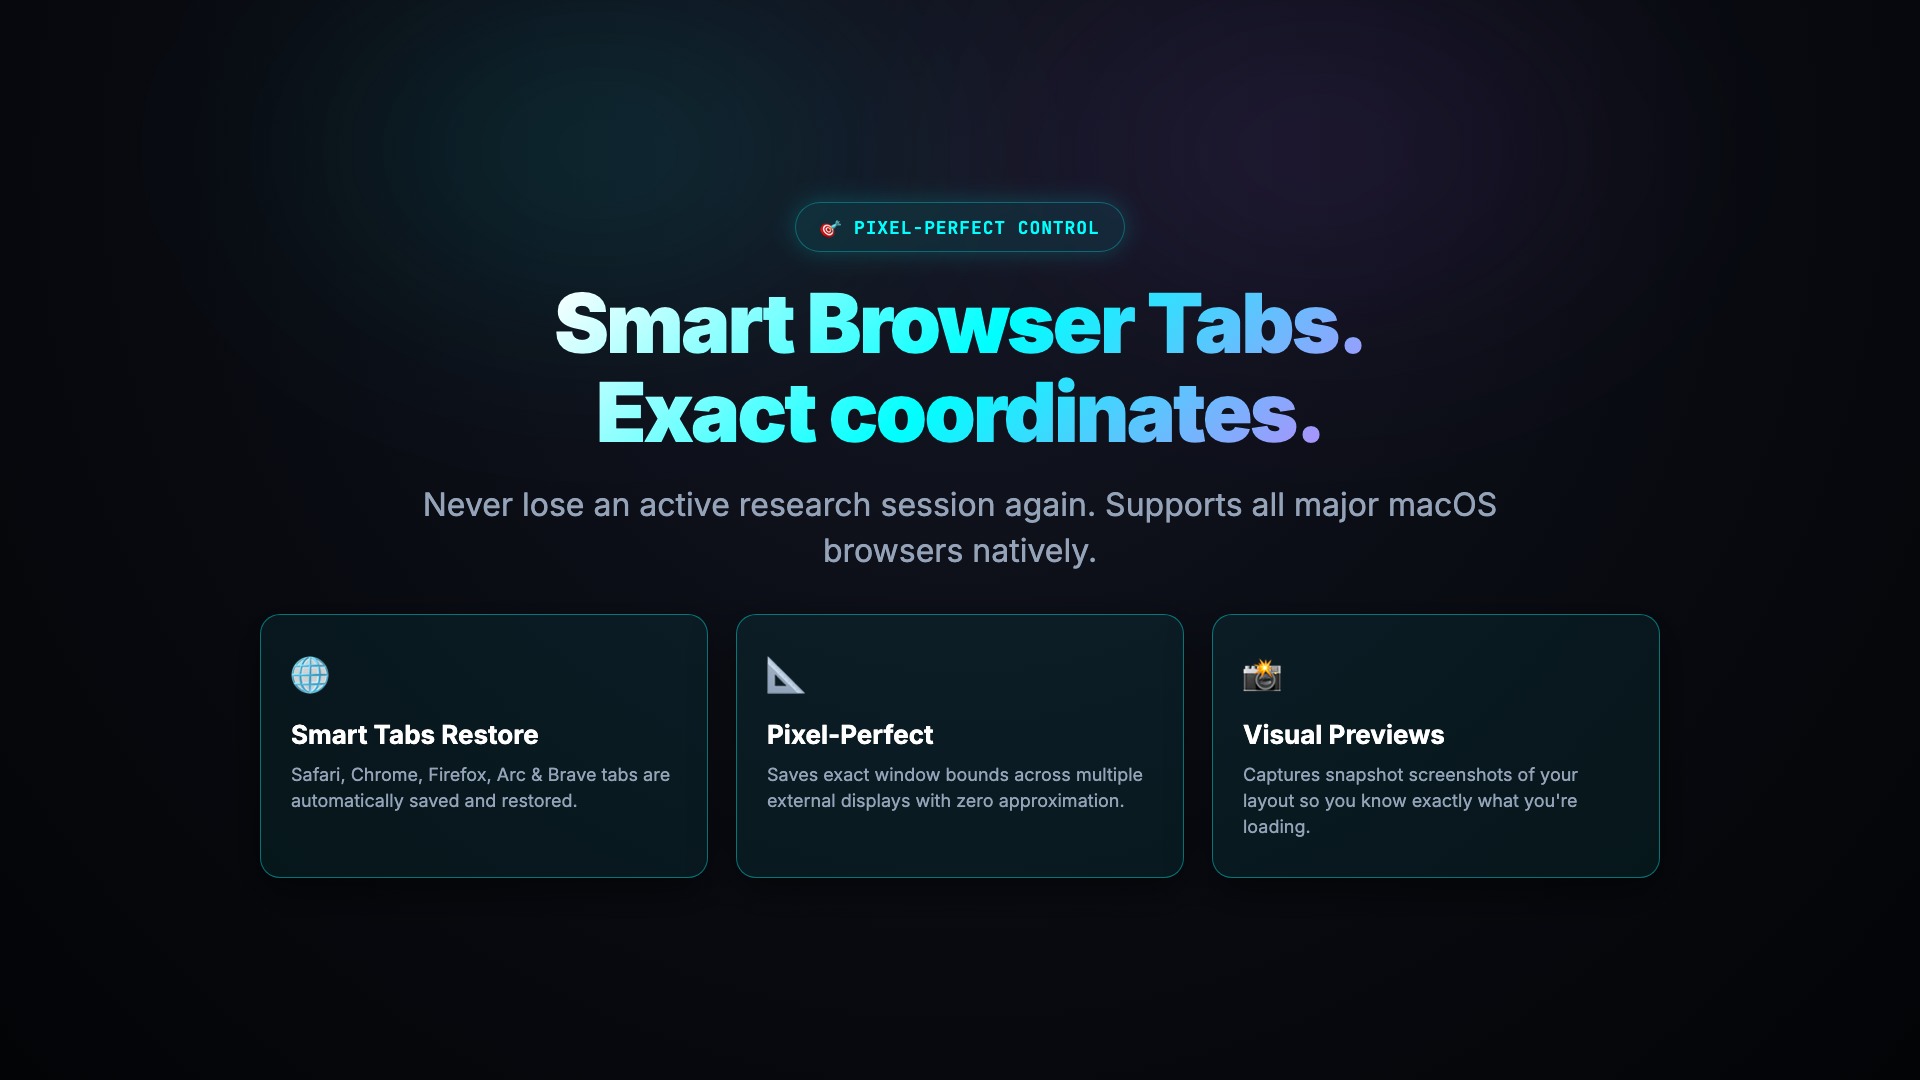 🎯 PIXEL-PERFECT CONTROL
Smart Browser Tabs.
Exact coordinates.
Never lose an active research session again. Supports all major macOS
browsers natively.
Smart Tabs Restore
Safari, Chrome, Firefox, Arc & Brave tabs are
automatically saved and restored.
Pixel-Perfect
Saves exact window bounds across multiple
external displays with zero approximation.
Visual Previews
Captures snapshot screenshots of your
layout so you know exactly what you're
loading.